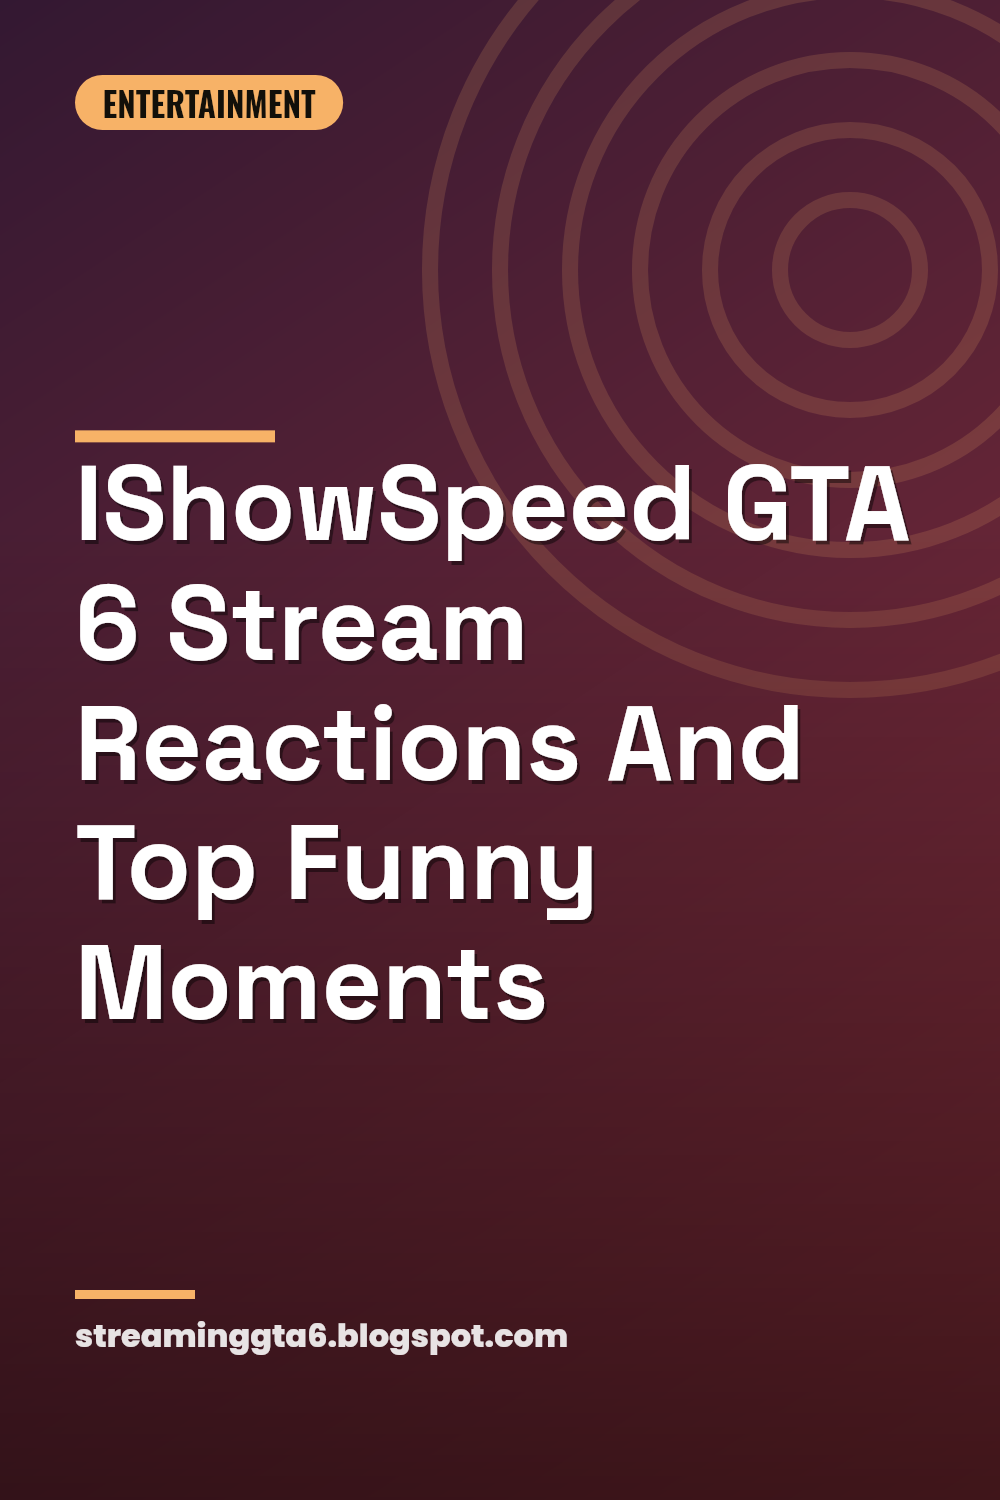 ENTERTAINMENT
IShowSpeed GTA
6 Stream
Reactions And
Top Funny
Moments
streaminggta6.blogspot.com